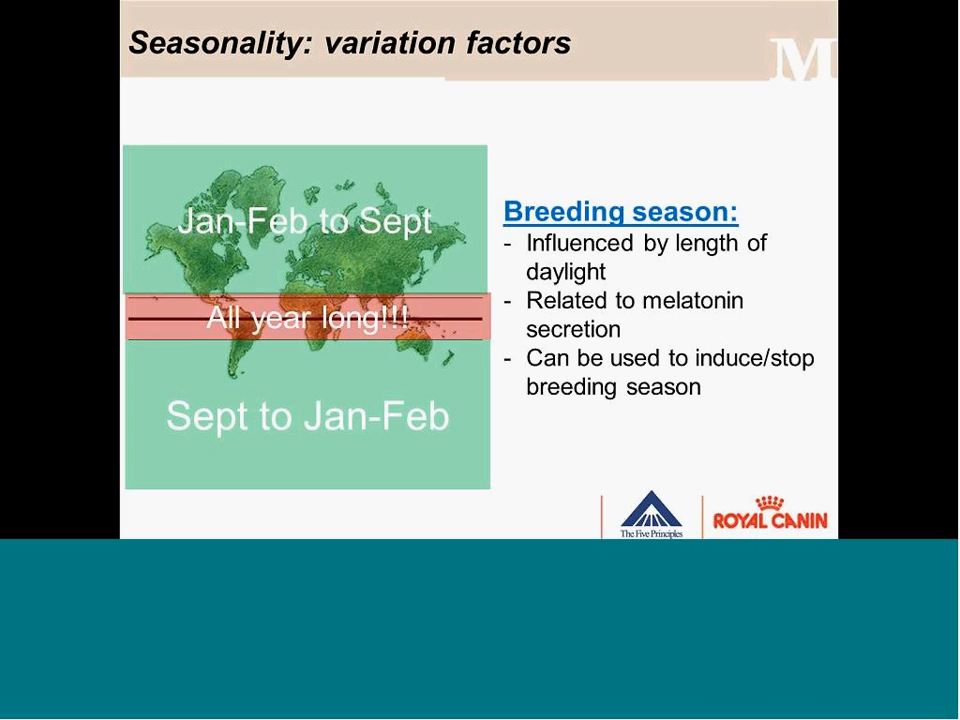 Seasonality: variation factors
M
Jan-Feb to Sept
All year long!!!
Sept to Jan-Feb
Breeding season:
- Influenced by length of
daylight
- Related to melatonin
secretion
- Can be used to induce/stop
breeding season
The Five Principles
ROYAL CANIN